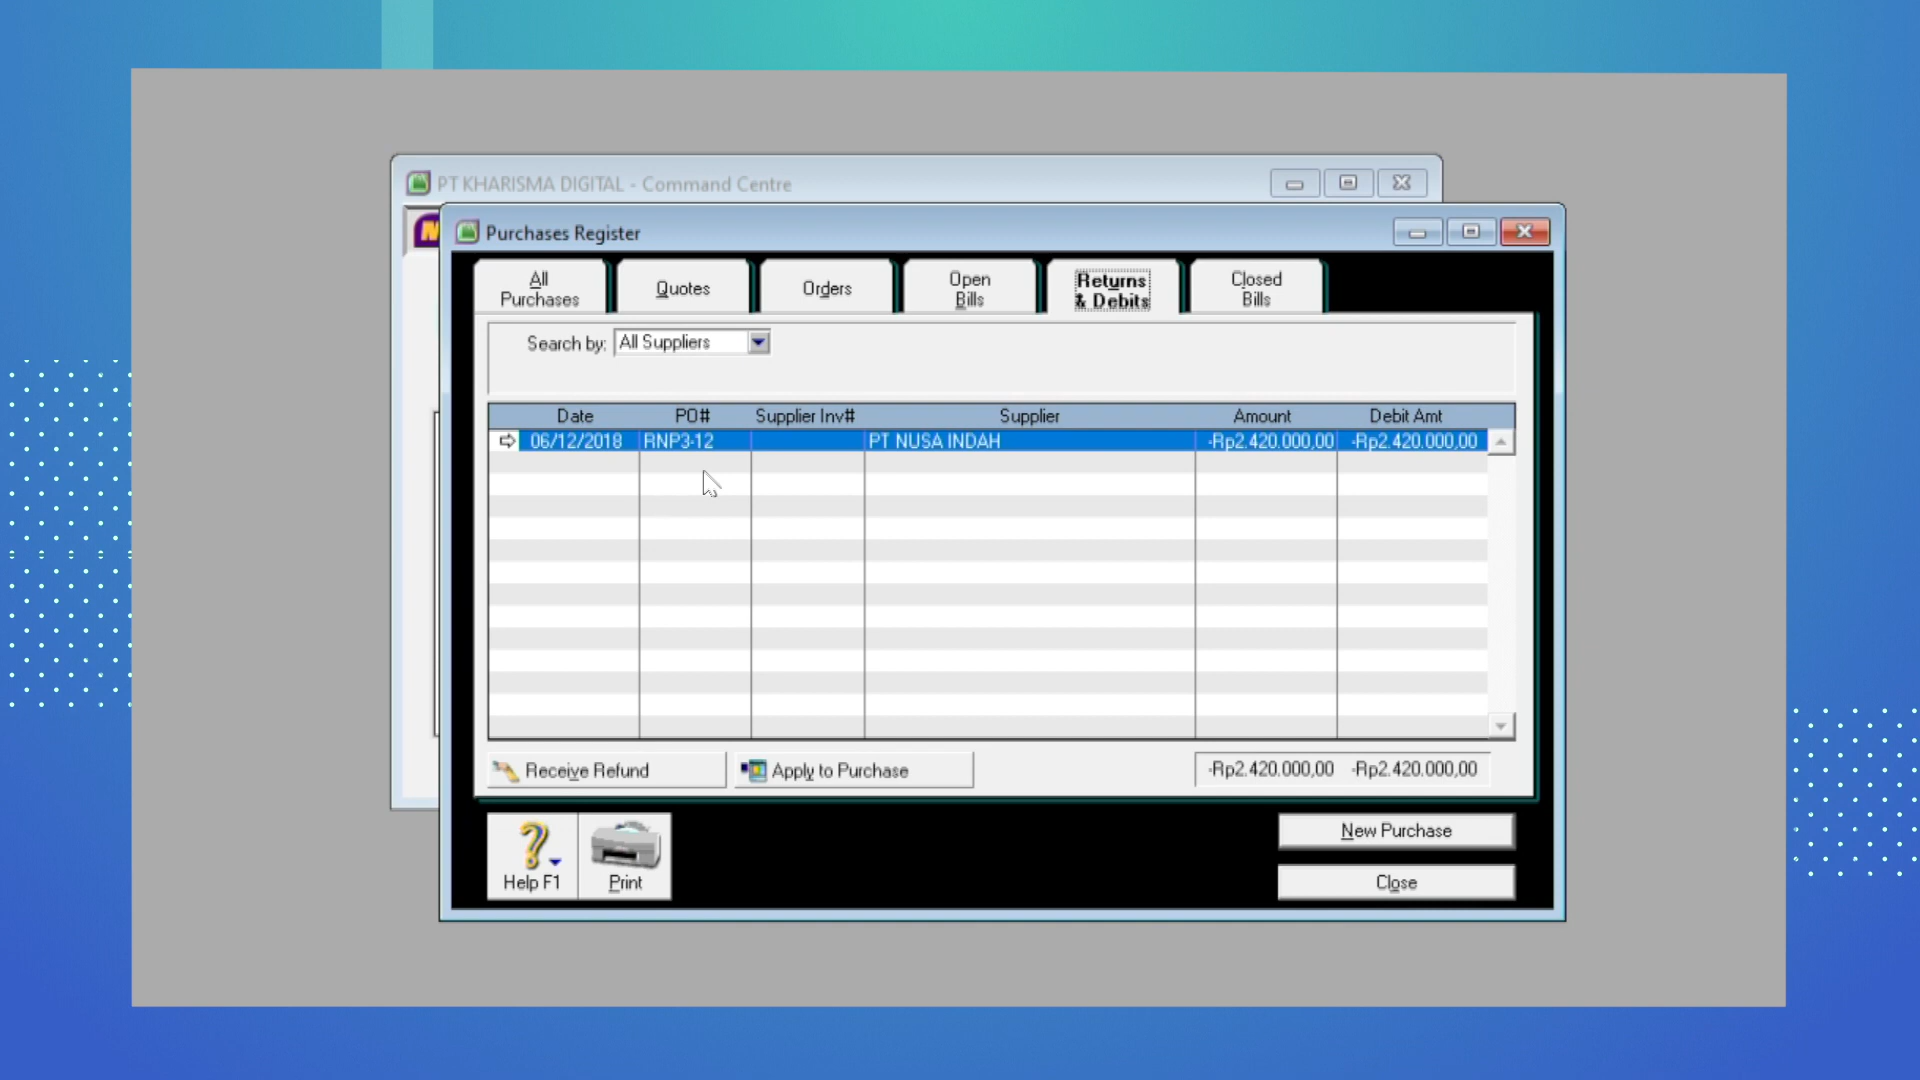 PT KHARISMA DIGITAL - Command Centre
Purchases Register
All Purchases
Quotes
Orders
Open Bills
Returns & Debits
Closed Bills
Search by: All Suppliers
Date PO# Supplier Inv# Supplier Amount Debit Amt
06/12/2018 RNP3-12 PT NUSA INDAH -Rp2.420.000,00 -Rp2.420.000,00
Receive Refund Apply to Purchase -Rp2.420.000,00 -Rp2.420.000,00
Help F1 Print
New Purchase
Close